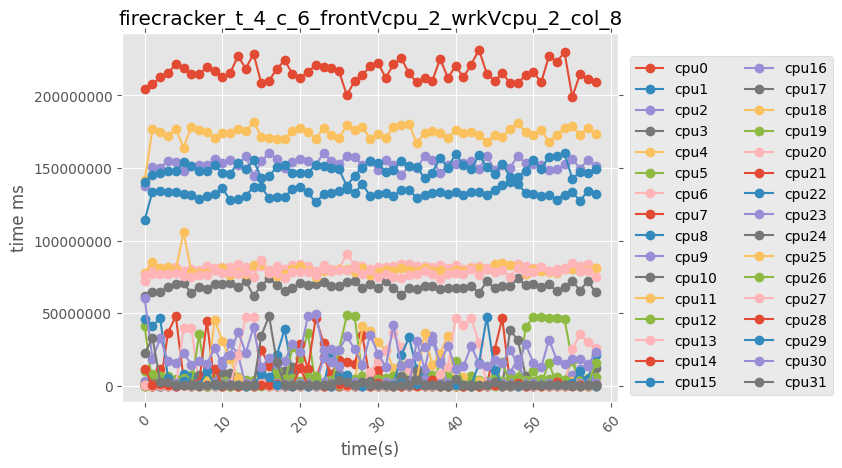 firecracker_t_4_c_6_frontVcpu_2_wrkVcpu_2_col_8
time ms
200000000
150000000
100000000
50000000
0
0
10
20
30
40
50
60
time(s)
cpu0
cpu1
cpu2
cpu3
cpu4
cpu5
cpu6
cpu7
cpu8
cpu9
cpu10
cpu11
cpu12
cpu13
cpu14
cpu15
cpu16
cpu17
cpu18
cpu19
cpu20
cpu21
cpu22
cpu23
cpu24
cpu25
cpu26
cpu27
cpu28
cpu29
cpu30
cpu31